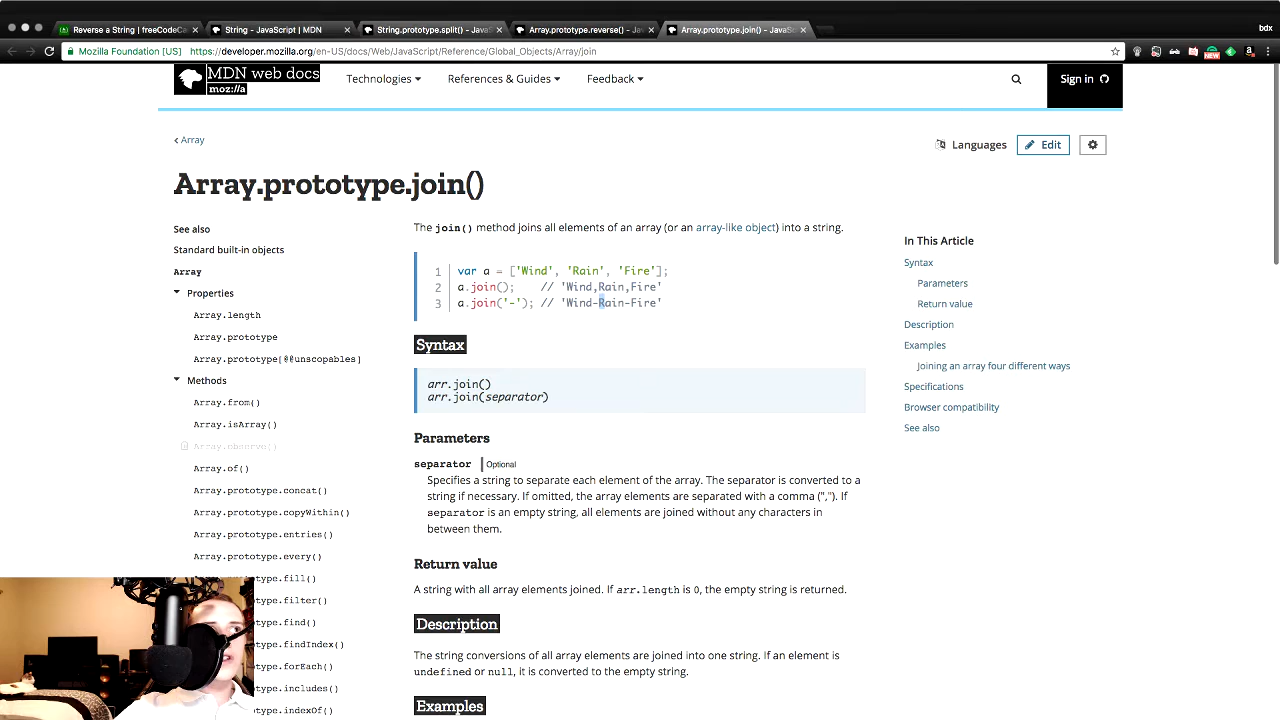 Reverse a String | freeCodeCa
String - JavaScript | MDN
String.prototype.split() - JavaS
Array.prototype.reverse() - Jav
Array.prototype.join() - JavaSc
bdx
Mozilla Foundation [US]
https://developer.mozilla.org/en-US/docs/Web/JavaScript/Reference/Global_Objects/Array/join
NEW
MDN web docs
moz://a
Technologies
References & Guides
Feedback
Sign in
Array
Languages
Edit
Array.prototype.join()
See also
Standard built-in objects
Array
Properties
Array.length
Array.prototype
Array.prototype[@@unscopables]
Methods
Array.from()
Array.isArray()
Array.observe()
Array.of()
Array.prototype.concat()
Array.prototype.copyWithin()
Array.prototype.entries()
Array.prototype.every()
type.fill()
type.filter()
type.find()
type.findIndex()
type.forEach()
type.includes()
type.indexOf()
The join() method joins all elements of an array (or an array-like object) into a string.
1 var a = ['Wind', 'Rain', 'Fire'];
2 a.join();    // 'Wind,Rain,Fire'
3 a.join('-'); // 'Wind-Rain-Fire'
Syntax
arr.join()
arr.join(separator)
Parameters
separator Optional
Specifies a string to separate each element of the array. The separator is converted to a
string if necessary. If omitted, the array elements are separated with a comma (","). If
separator is an empty string, all elements are joined without any characters in
between them.
Return value
A string with all array elements joined. If arr.length is 0, the empty string is returned.
Description
The string conversions of all array elements are joined into one string. If an element is
undefined or null, it is converted to the empty string.
Examples
In This Article
Syntax
Parameters
Return value
Description
Examples
Joining an array four different ways
Specifications
Browser compatibility
See also